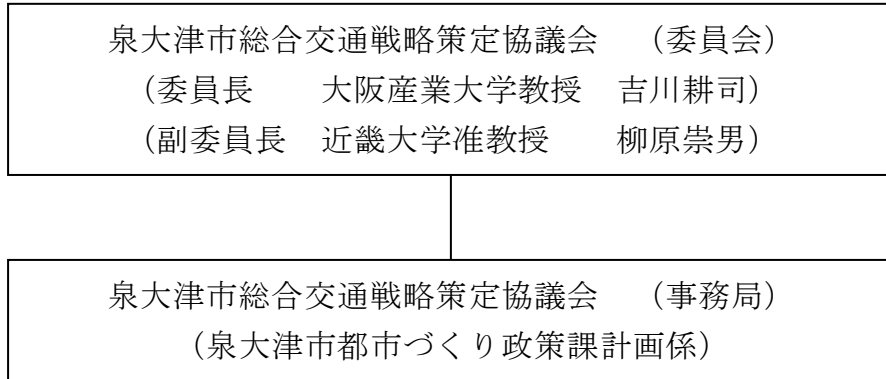 泉大津市総合交通戦略策定協議会　（委員会）
（委員長　　大阪産業大学教授　吉川耕司）
（副委員長　近畿大学准教授　　柳原崇男）
泉大津市総合交通戦略策定協議会　（事務局）
（泉大津市都市づくり政策課計画係）